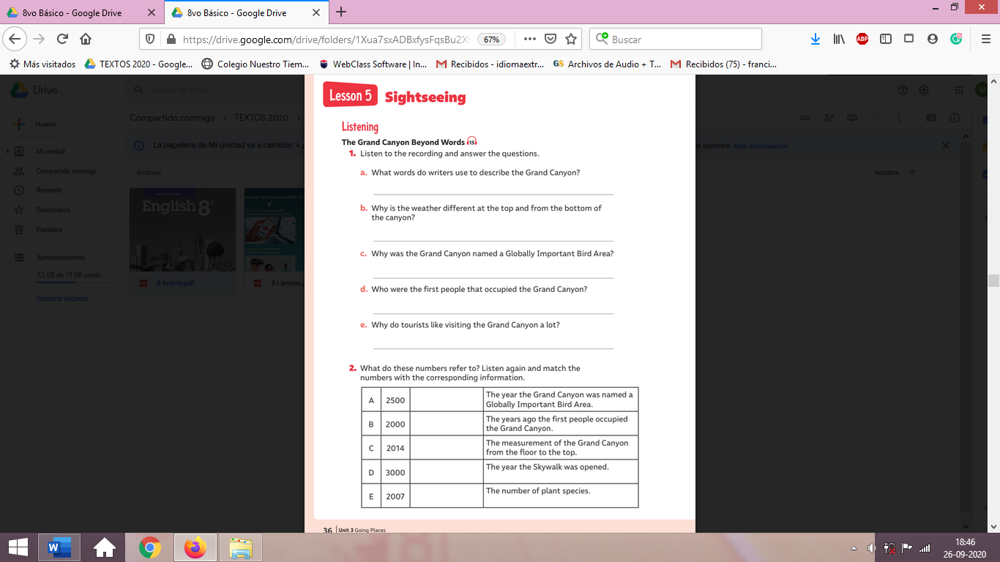 8vo Básico - Google Drive
8vo Básico - Google Drive
https://drive.google.com/drive/folders/1Xua7sxADBxfysFqsBu2X
67%
Buscar
ABP
Más visitados
TEXTOS 2020 - Google...
Colegio Nuestro Tiem...
WebClass Software | In...
Recibidos - idiomaextr...
GS Archivos de Audio + T...
Recibidos (75) - franci...
Drive
Buscar en Drive
Nuevo
Compartido conmigo > TEXTOS 2020 >
La papelera de Mi unidad va a cambiar
a papelera. Más información
Mi unidad
Compartido conmigo
Reciente
Destacados
Papelera
Almacenamiento
7,2 GB de 15 GB usado
Comprar espacio
Archivos
Nombre
English 8°
8 Activity.pdf
8 Láminas.
Lesson 5 Sightseeing
Listening
The Grand Canyon Beyond Words 15
1. Listen to the recording and answer the questions.
a. What words do writers use to describe the Grand Canyon?
b. Why is the weather different at the top and from the bottom of
the canyon?
c. Why was the Grand Canyon named a Globally Important Bird Area?
d. Who were the first people that occupied the Grand Canyon?
e. Why do tourists like visiting the Grand Canyon a lot?
2. What do these numbers refer to? Listen again and match the
numbers with the corresponding information.
A 2500 The year the Grand Canyon was named a
Globally Important Bird Area.
B 2000 The years ago the first people occupied
the Grand Canyon.
C 2014 The measurement of the Grand Canyon
from the floor to the top.
D 3000 The year the Skywalk was opened.
E 2007 The number of plant species.
36 Unit 3 Going Places
18:46
26-09-2020